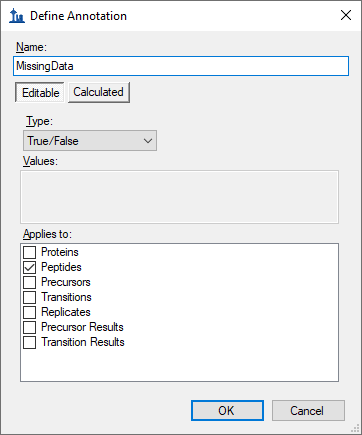 Define Annotation
Name:
MissingData
Editable Calculated
Type:
True/False
Values:
Applies to:
Proteins
Peptides
Precursors
Transitions
Replicates
Precursor Results
Transition Results
OK Cancel